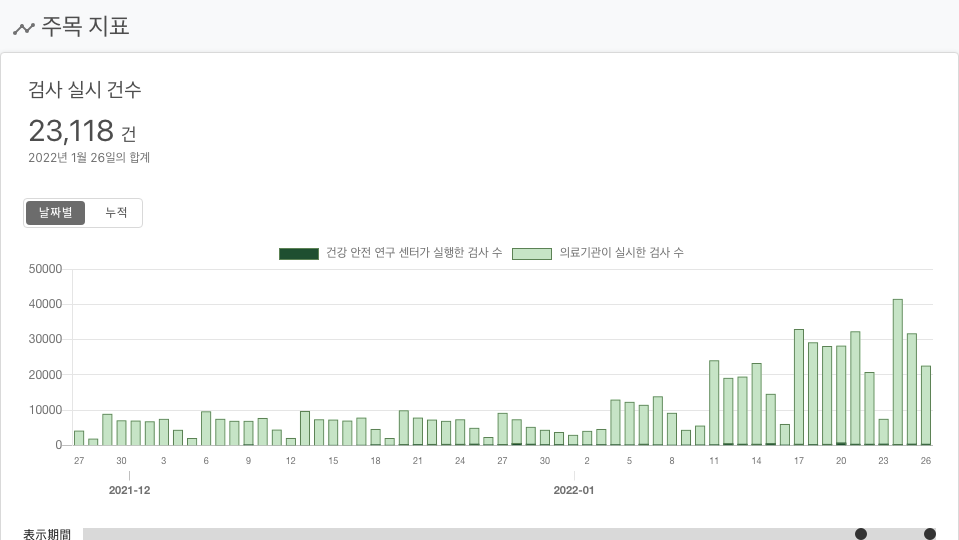 주목 지표
검사 실시 건수
23,118 건
2022년 1월 26일의 합계
날짜별 누적
건강 안전 연구 센터가 실행한 검사 수 의료기관이 실시한 검사 수
50000
40000
30000
20000
10000
0
27 30 3 6 9 12 15 18 21 24 27 30 2 5 8 11 14 17 20 23 26
2021-12 2022-01
表示期間